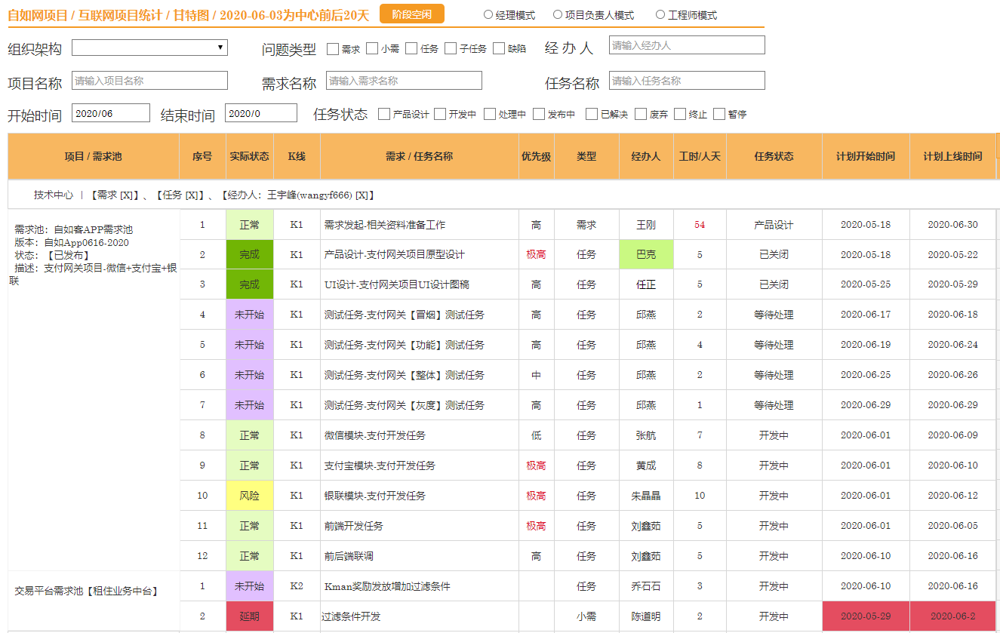 自如网项目 / 互联网项目统计 / 甘特图 / 2020-06-03为中心前后20天 阶段空闲 经理模式 项目负责人模式 工程师模式
组织架构 问题类型 需求 小需 任务 子任务 缺陷 经 办 人 请输入经办人
项目名称 请输入项目名称 需求名称 请输入需求名称 任务名称 请输入任务名称
开始时间 2020/06 结束时间 2020/0 任务状态 产品设计 开发中 处理中 发布中 已解决 废弃 终止 暂停
项目 / 需求池 序号 实际状态 K线 需求 / 任务名称 优先级 类型 经办人 工时/人天 任务状态 计划开始时间 计划上线时间
技术中心 | 【需求 [X]】、【任务 [X]】、【经办人：王宇峰(wangyf666) [X]】
需求池：自如客APP需求池
版本：自如App0616-2020
状态：【已发布】
描述：支付网关项目-微信+支付宝+银
联
1 正常 K1 需求发起-相关资料准备工作 高 需求 王刚 54 产品设计 2020-05-18 2020-06-30
2 完成 K1 产品设计-支付网关项目原型设计 极高 任务 巴克 5 已关闭 2020-05-18 2020-05-22
3 完成 K1 UI设计-支付网关项目UI设计图稿 高 任务 任正 5 已关闭 2020-05-25 2020-05-29
4 未开始 K1 测试任务-支付网关【冒烟】测试任务 高 任务 邱燕 2 等待处理 2020-06-17 2020-06-18
5 未开始 K1 测试任务-支付网关【功能】测试任务 高 任务 邱燕 4 等待处理 2020-06-19 2020-06-24
6 未开始 K1 测试任务-支付网关【整体】测试任务 中 任务 邱燕 2 等待处理 2020-06-25 2020-06-26
7 未开始 K1 测试任务-支付网关【灰度】测试任务 高 任务 邱燕 1 等待处理 2020-06-29 2020-06-29
8 正常 K1 微信模块-支付开发任务 低 任务 张航 7 开发中 2020-06-01 2020-06-09
9 正常 K1 支付宝模块-支付开发任务 极高 任务 黄成 8 开发中 2020-06-01 2020-06-10
10 风险 K1 银联模块-支付开发任务 极高 任务 朱晶晶 10 开发中 2020-06-01 2020-06-12
11 正常 K1 前端开发任务 极高 任务 刘鑫茹 5 开发中 2020-06-01 2020-06-05
12 正常 K1 前后端联调 高 任务 刘鑫茹 5 开发中 2020-06-10 2020-06-16
交易平台需求池【租住业务中台】
1 未开始 K2 Kman奖励发放增加过滤条件 任务 乔石石 3 开发中 2020-06-10 2020-06-16
2 延期 K1 过滤条件开发 小需 陈道明 2 开发中 2020-05-29 2020-06-2